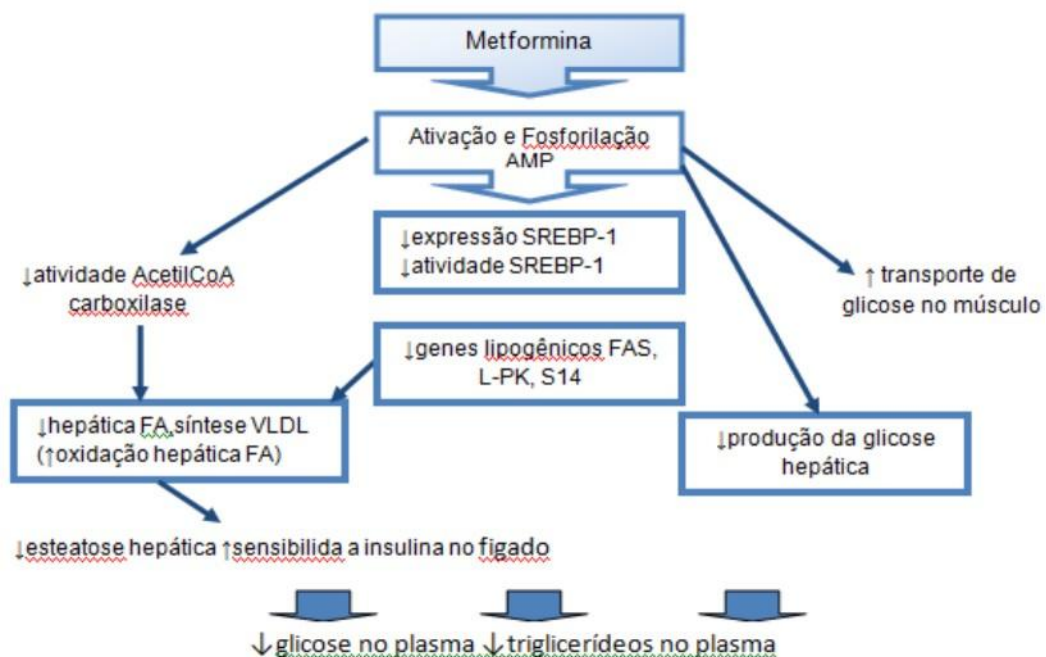 Metformina
Ativação e Fosforilação
AMP
↓expressão SREBP-1
↓atividade SREBP-1
↓atividade AcetilCoA
carboxilase
↑ transporte de
glicose no músculo
↓genes lipogênicos FAS,
L-PK, S14
↓hepática FA,síntese VLDL
(↑oxidação hepática FA)
↓produção da glicose
hepática
↓esteatose hepática ↑sensibilida a insulina no figado
↓glicose no plasma ↓triglicerídeos no plasma